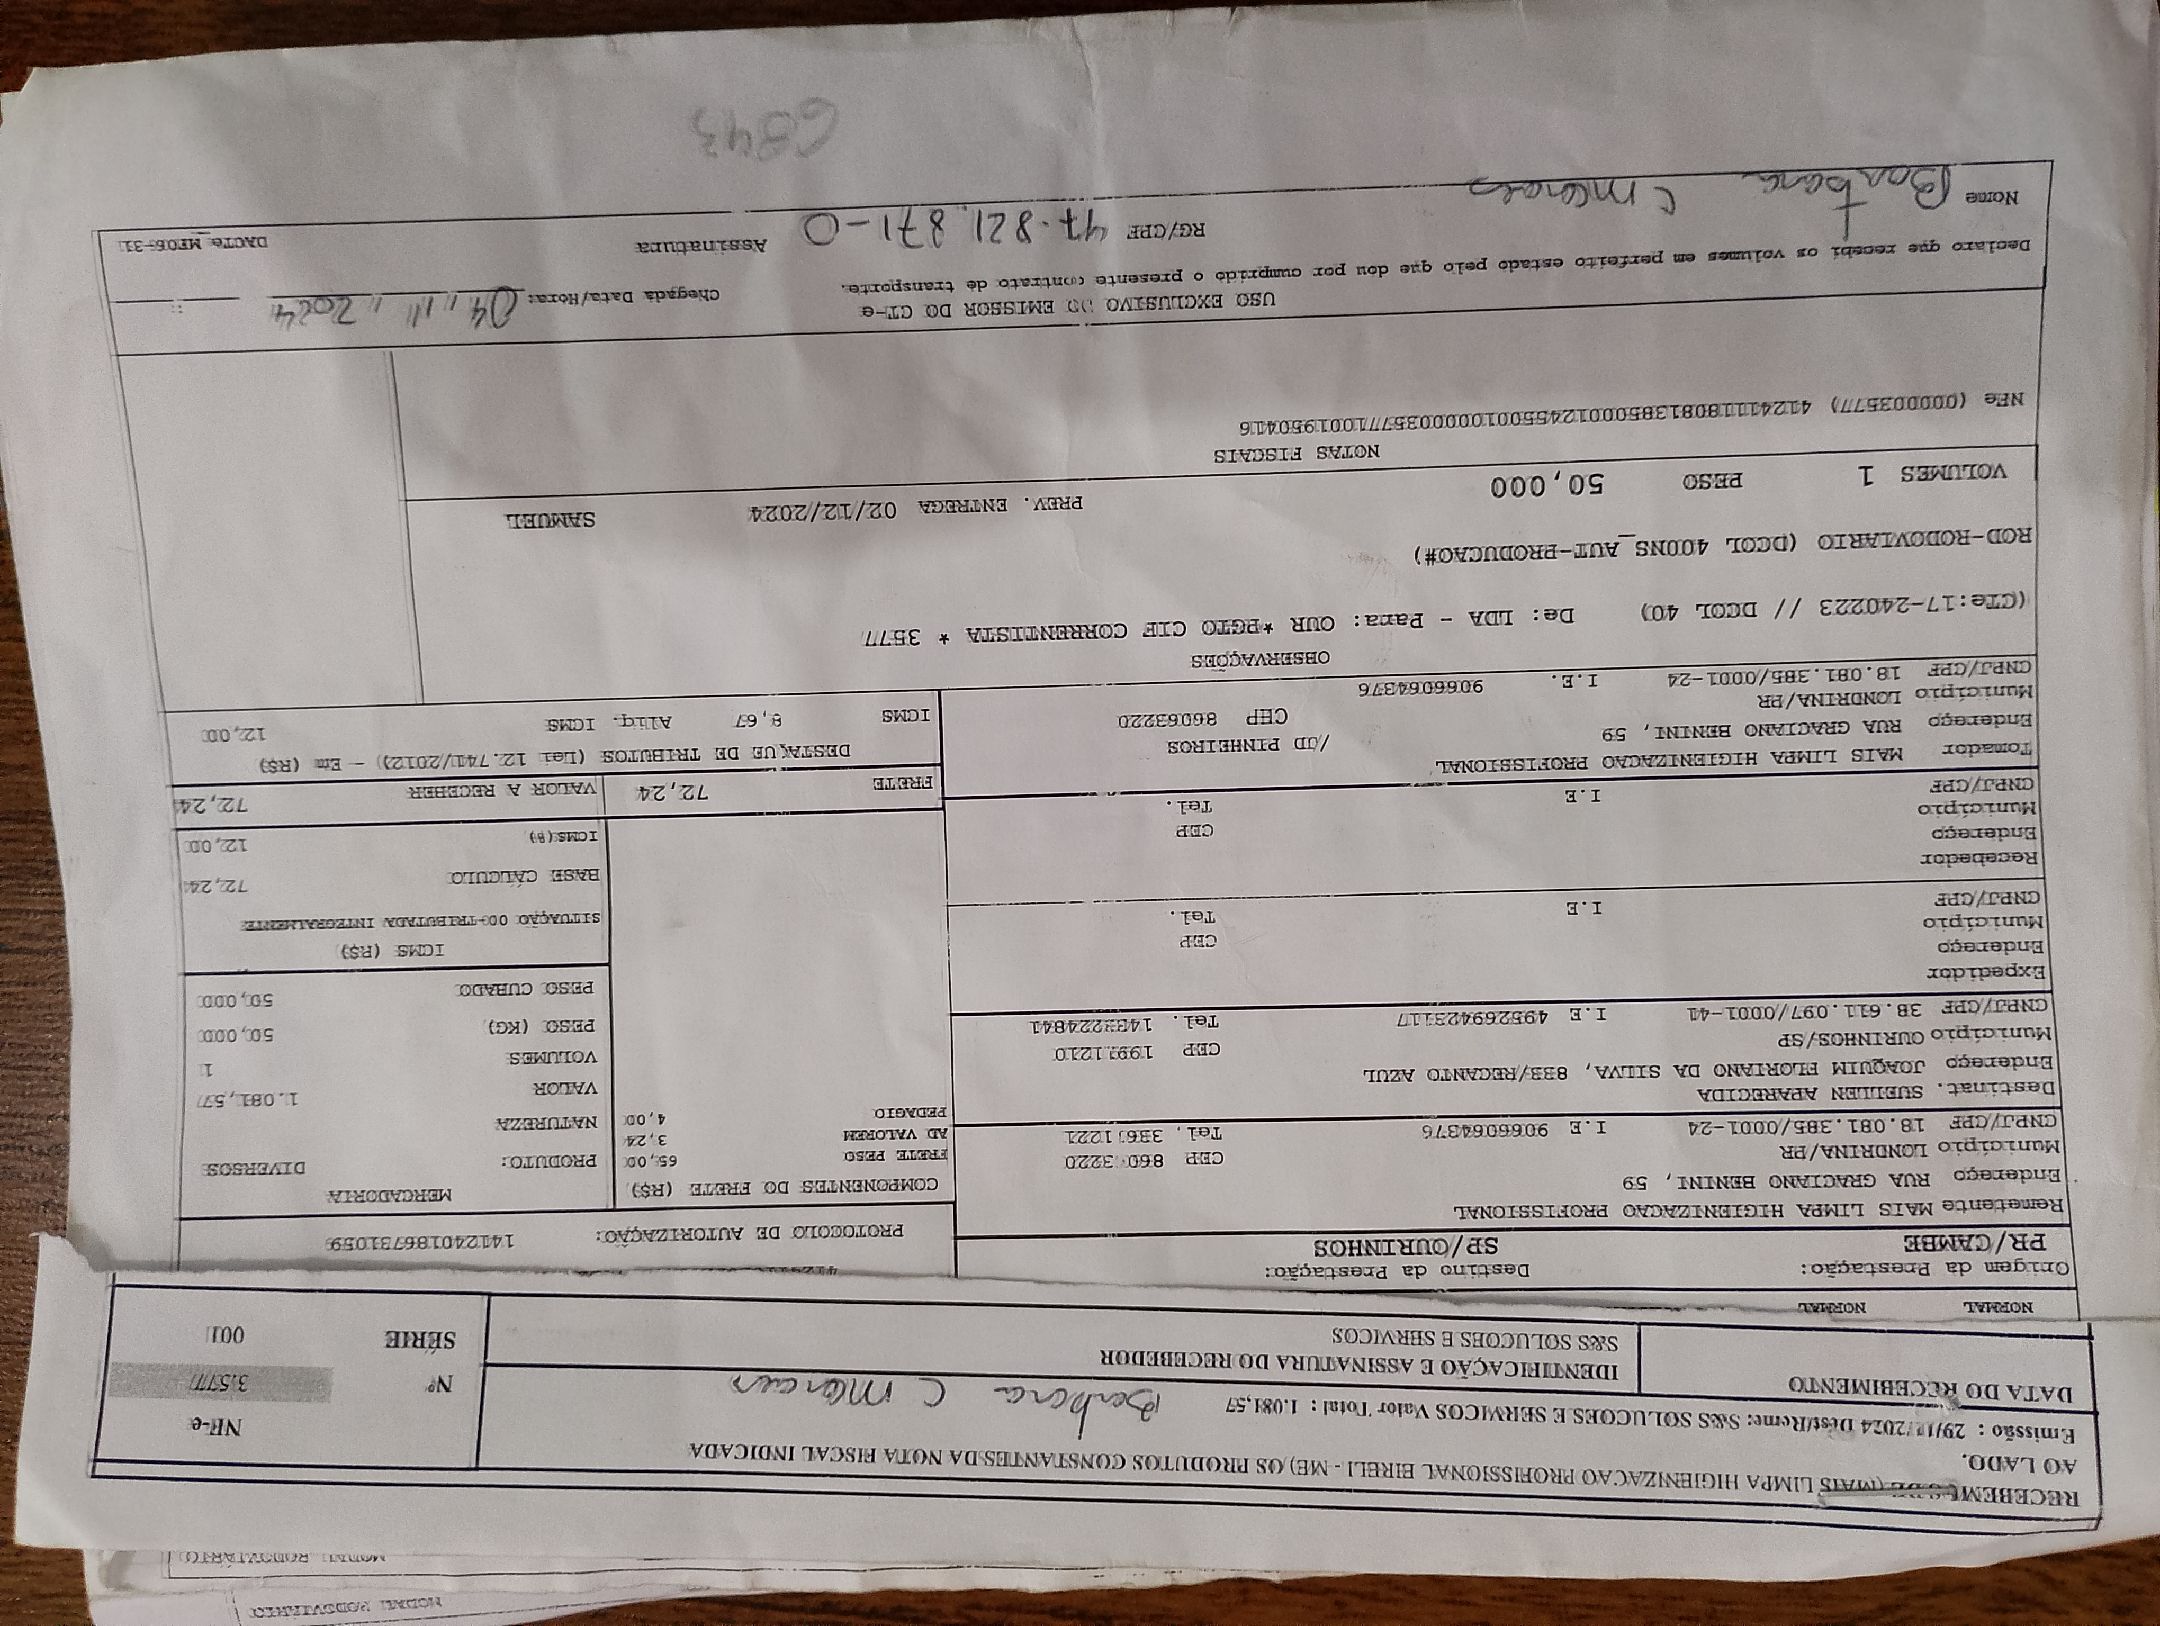 RECEBEMOS DE (MAIS LIMPA HIGIENIZACAO PROFISSIONAL EIRELI - ME) OS PRODUTOS CONSTANTES DA NOTA FISCAL INDICADA
AO LADO.
Emissão : 29/11/2024 Dest/Reme: S&S SOLUCOES E SERVICOS Valor Total : 1.081,57
Barbara C Moraes
DATA DO RECEBIMENTO
IDENTIFICAÇÃO E ASSINATURA DO RECEBEDOR
S&S SOLUCOES E SERVICOS
NF-e
Nº 3.577
SÉRIE 001
NORMAL NORMAL
Origem da Prestação: Destino da Prestação:
PR/CAMBE SP/OURINHOS
PROTOCOLO DE AUTORIZAÇÃO: 141240186731059
Remetente MAIS LIMPA HIGIENIZACAO PROFISSIONAL
Endereço RUA GRACIANO BENINI, 59
Município LONDRINA/PR CEP 860 3220
CNPJ/CPF 18.081.385/0001-24 I.E 9066064376 Tel. 33611221
Destinat. SUELLEN APARECIDA
Endereço JOAQUIM FLORIANO DA SILVA, 833/RECANTO AZUL
Município OURINHOS/SP CEP 19911210
CNPJ/CPF 38.611.097/0001-41 I.E 495269423117 Tel. 1433224841
Expedidor
Endereço
Município CEP
CNPJ/CPF I.E Tel.
Recebedor
Endereço
Município CEP
CNPJ/CPF I.E Tel.
Tomador MAIS LIMPA HIGIENIZACAO PROFISSIONAL
Endereço RUA GRACIANO BENINI, 59 /JD PINHEIROS
Município LONDRINA/PR CEP 86063220
CNPJ/CPF 18.081.385/0001-24 I.E. 9066064376
COMPONENTES DO FRETE (R$)
FRETE PESO 65,00
AD VALOREM 3,24
PEDAGIO 4,00
MERCADORIA
PRODUTO: DIVERSOS
NATUREZA
VALOR 1.081,57
VOLUMES 1
PESO (KG) 50,000
PESO CUBADO 50,000
ICMS (R$)
SITUAÇÃO 00-TRIBUTADA INTEGRALMENTE
BASE CÁLCULO 72,24
ICMS(%) 12,00
FRETE 72,24 VALOR A RECEBER 72,24
DESTAQUE DE TRIBUTOS (Lei 12.741/2012) - Em (R$)
ICMS 8,67 Aliq. ICMS 12,00
OBSERVAÇÕES
(CTe:17-240223 // DCOL 40) De: LDA - Para: OUR *PGTO CIF CORRENTISTA * 3577
ROD-RODOVIARIO (DCOL 400NS_AUT-PRODUCAO#)
VOLUMES 1 PESO 50,000 PREV. ENTREGA 02/12/2024 SAMUEL
NOTAS FISCAIS
NFe (000003577) 41241118081385000124550010000035771001950416
USO EXCLUSIVO DO EMISSOR DO CT-e
Declaro que recebi os volumes em perfeito estado pelo que dou por cumprido o presente contrato de transporte.
Chegada Data/Hora: 04 11 2024
Nome Barbara C Moraes RG/CPF 47.821.871-0 Assinatura
DACTe_MF06-31
6843
MODAL RODOVIÁRIO
MODAL RODOVIÁRIO